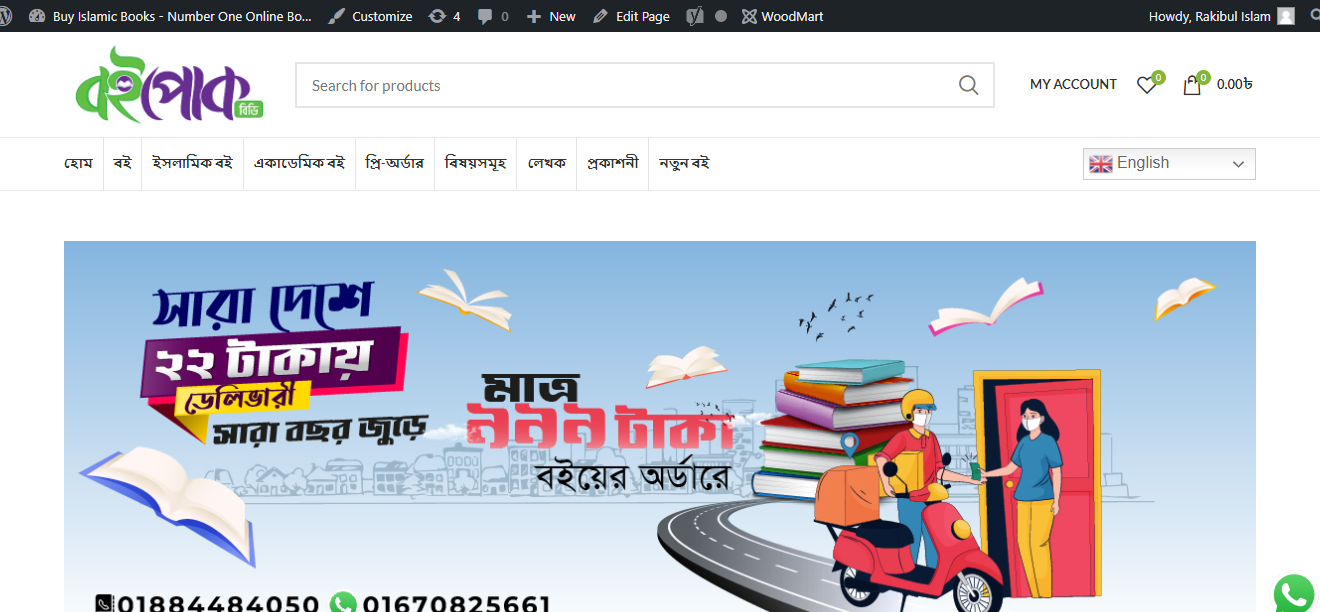 Buy Islamic Books - Number One Online Bo... Customize 4 0 New Edit Page WoodMart Howdy, Rakibul Islam
বইপোক
বিডি
Search for products
MY ACCOUNT 0 0 0.00৳
হোম বই ইসলামিক বই একাডেমিক বই প্রি-অর্ডার বিষয়সমূহ লেখক প্রকাশনী নতুন বই
English
সারা দেশে
২২ টাকায়
ডেলিভারী
সারা বছর জুড়ে
মাত্র
৯৯৯ টাকা
বইয়ের অর্ডারে
01884484050 01670825661